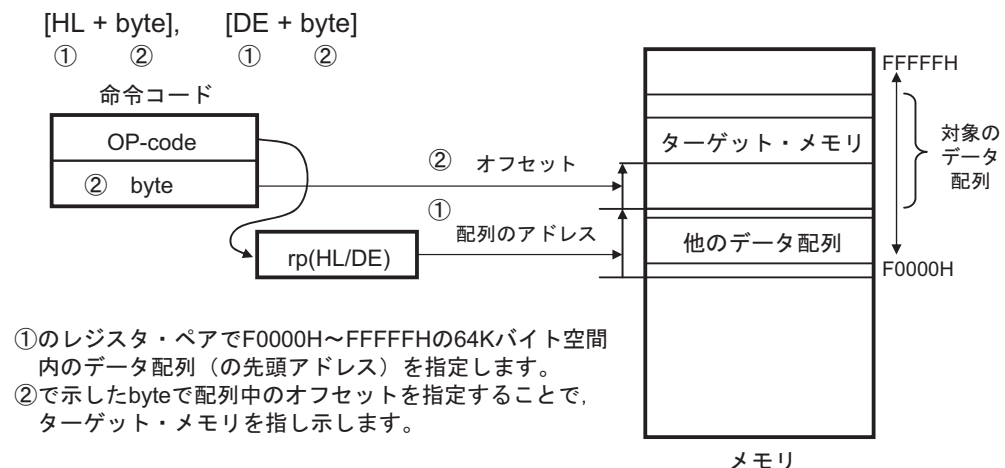 [HL + byte], [DE + byte]
① ② ① ②
命令コード
OP-code
② byte
② オフセット
①
配列のアドレス
rp(HL/DE)
FFFFFH
ターゲット・メモリ
対象の
データ
配列
他のデータ配列
F0000H
①のレジスタ・ペアでF0000H～FFFFFHの64Kバイト空間
内のデータ配列（の先頭アドレス）を指定します。
②で示したbyteで配列中のオフセットを指定することで,
ターゲット・メモリを指し示します。
メモリ